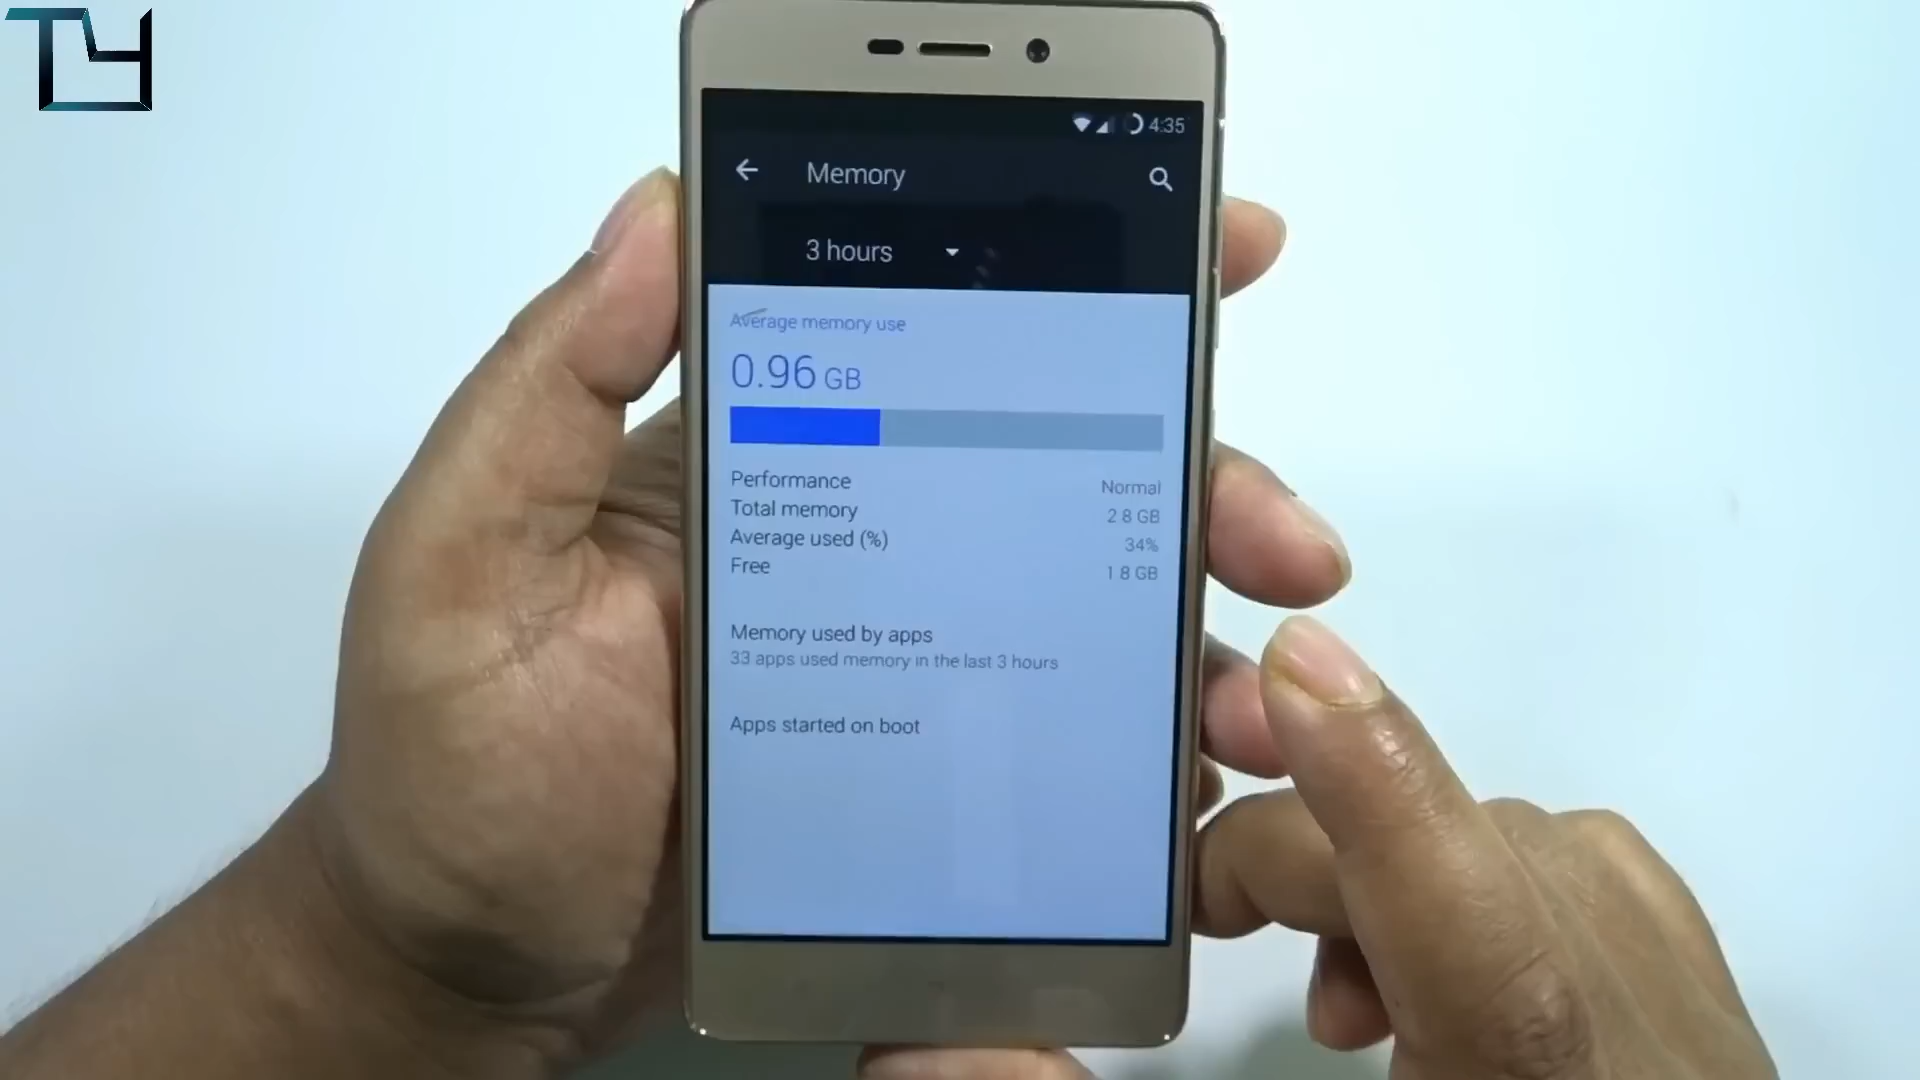 TY
4:35
Memory
3 hours
Average memory use
0.96 GB
Performance Normal
Total memory 2.8 GB
Average used (%) 34%
Free 1.8 GB
Memory used by apps
33 apps used memory in the last 3 hours
Apps started on boot